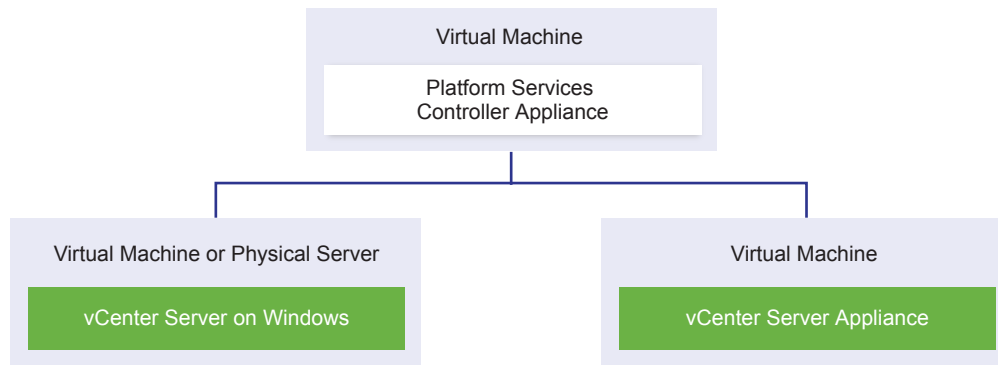 Virtual Machine
Platform Services
Controller Appliance
Virtual Machine or Physical Server
vCenter Server on Windows
Virtual Machine
vCenter Server Appliance